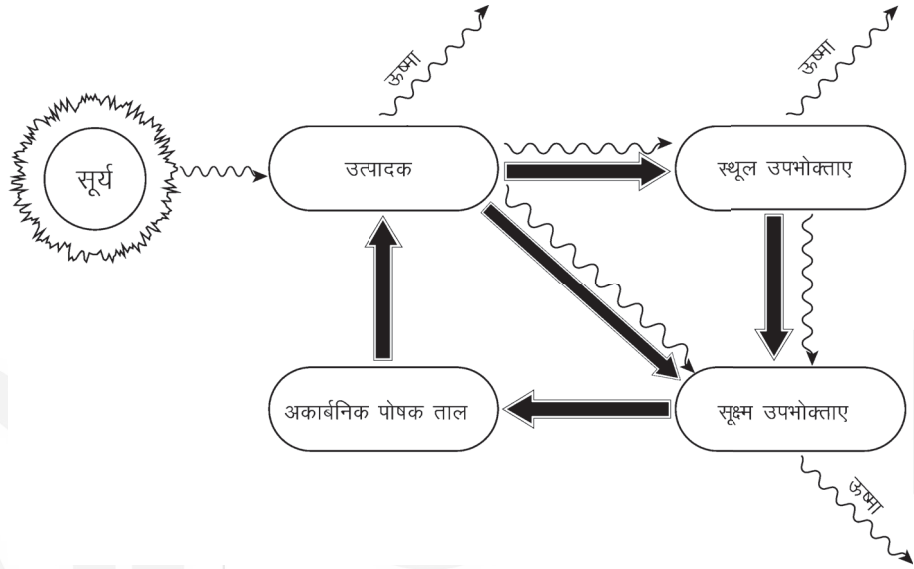 ऊष्मा
ऊष्मा
सूर्य
उत्पादक
स्थूल उपभोक्ताए
अकार्बनिक पोषक ताल
सूक्ष्म उपभोक्ताए
ऊष्मा